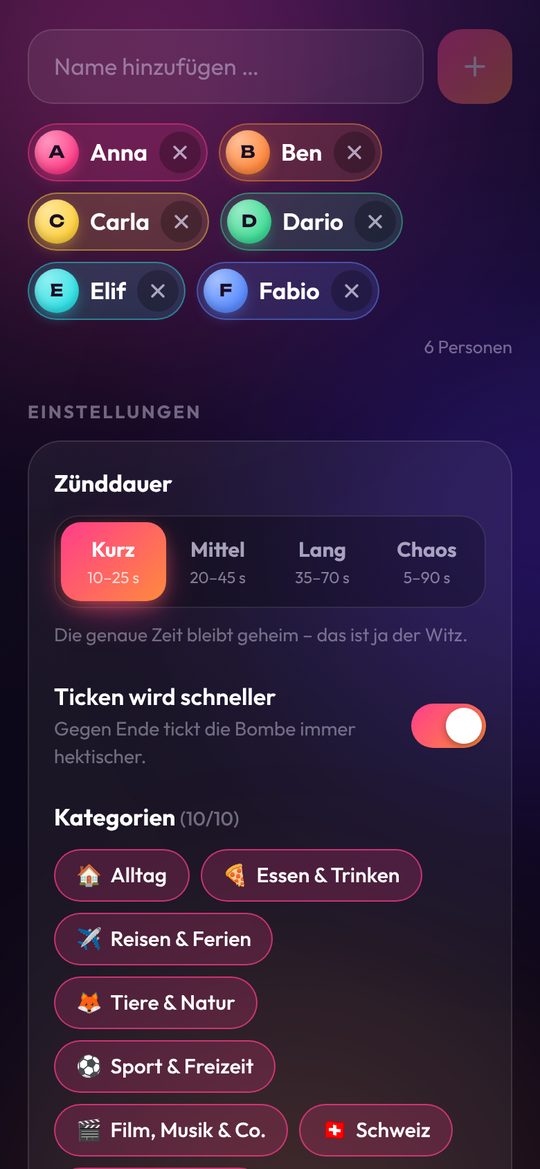 Name hinzufügen ...
+
A Anna × B Ben ×
C Carla × D Dario ×
E Elif × F Fabio ×
6 Personen
EINSTELLUNGEN
Zünddauer
Kurz Mittel Lang Chaos
10–25 s 20–45 s 35–70 s 5–90 s
Die genaue Zeit bleibt geheim – das ist ja der Witz.
Ticken wird schneller
Gegen Ende tickt die Bombe immer
hektischer.
Kategorien (10/10)
Alltag Essen & Trinken
Reisen & Ferien
Tiere & Natur
Sport & Freizeit
Film, Musik & Co. Schweiz